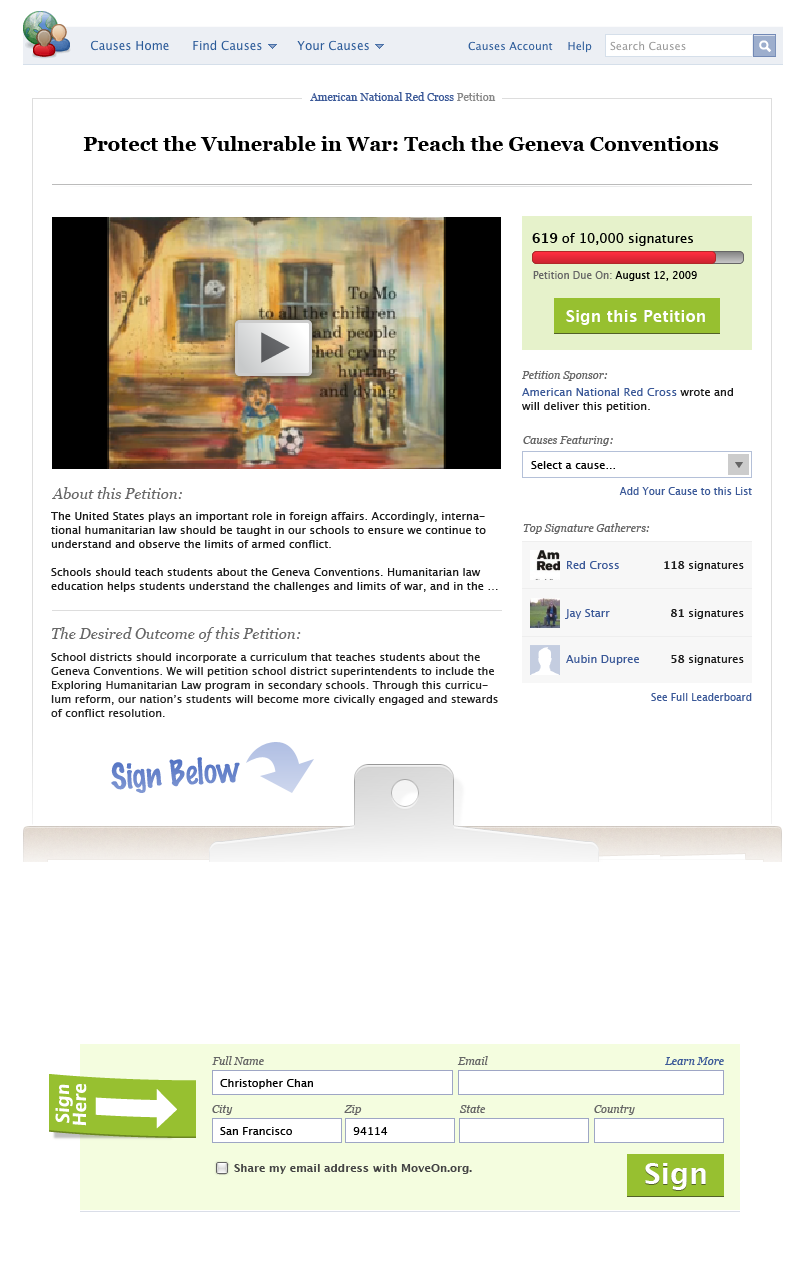 Causes Home
Find Causes
Your Causes
Causes Account
Help
Search Causes
American National Red Cross Petition
Protect the Vulnerable in War: Teach the Geneva Conventions
To Mo
to all the children
and people
hed crying
hurting
and dying
About this Petition:
The United States plays an important role in foreign affairs. Accordingly, interna-
tional humanitarian law should be taught in our schools to ensure we continue to
understand and observe the limits of armed conflict.
Schools should teach students about the Geneva Conventions. Humanitarian law
education helps students understand the challenges and limits of war, and in the ...
The Desired Outcome of this Petition:
School districts should incorporate a curriculum that teaches students about the
Geneva Conventions. We will petition school district superintendents to include the
Exploring Humanitarian Law program in secondary schools. Through this curricu-
lum reform, our nation's students will become more civically engaged and stewards
of conflict resolution.
Sign Below
619 of 10,000 signatures
Petition Due On: August 12, 2009
Sign this Petition
Petition Sponsor:
American National Red Cross wrote and
will deliver this petition.
Causes Featuring:
Select a cause...
Add Your Cause to this List
Top Signature Gatherers:
Am
Red
Red Cross
118 signatures
Jay Starr
81 signatures
Aubin Dupree
58 signatures
See Full Leaderboard
Sign
Here
Full Name
Email
Learn More
Christopher Chan
City
Zip
State
Country
San Francisco
94114
Share my email address with MoveOn.org.
Sign